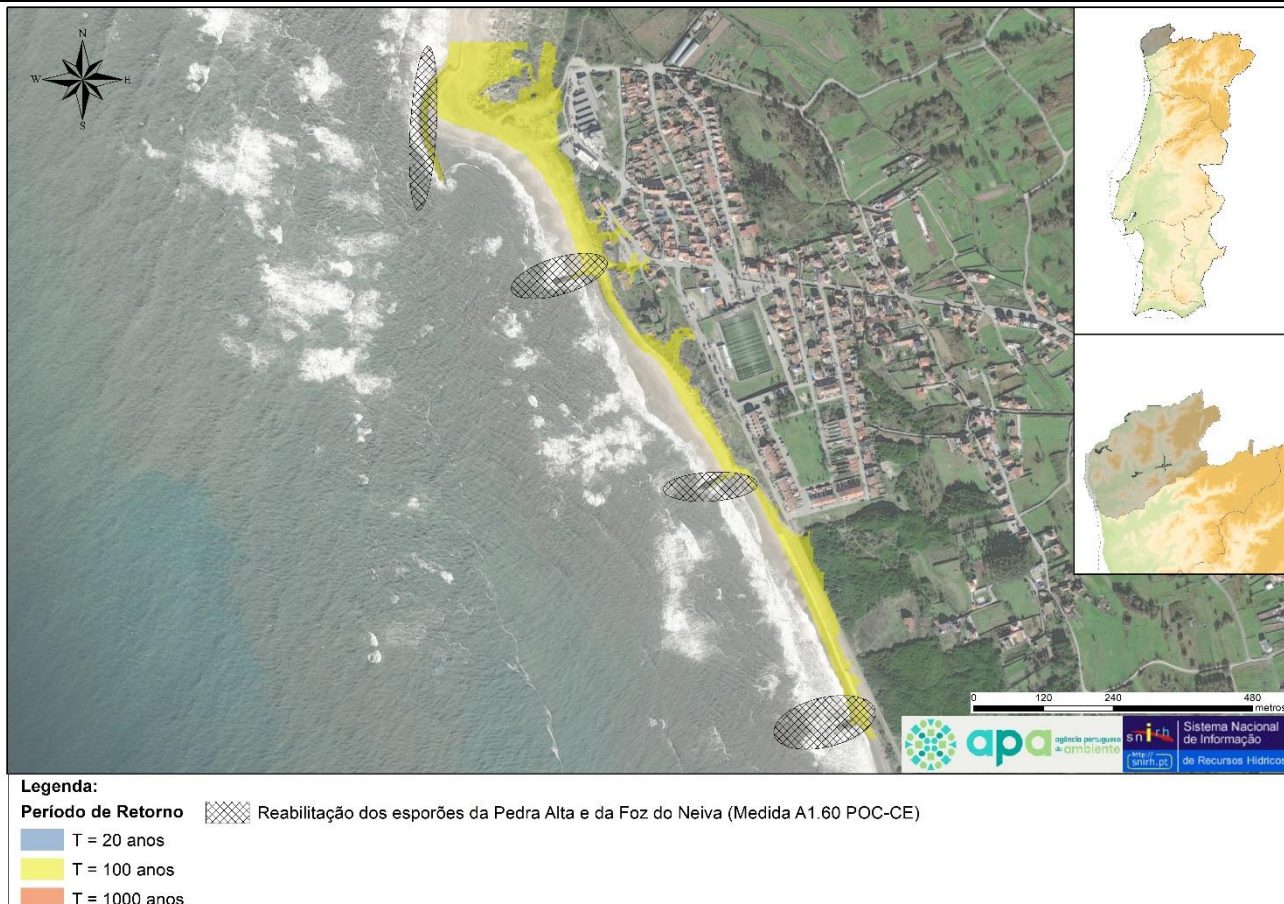 N
W E
S
0 120 240 480
metros
apa agência portuguesa
do ambiente
snirh
http://
snirh.pt
Sistema Nacional
de Informação
de Recursos Hídricos
Legenda:
Período de Retorno
Reabilitação dos esporões da Pedra Alta e da Foz do Neiva (Medida A1.60 POC-CE)
T = 20 anos
T = 100 anos
T = 1000 anos